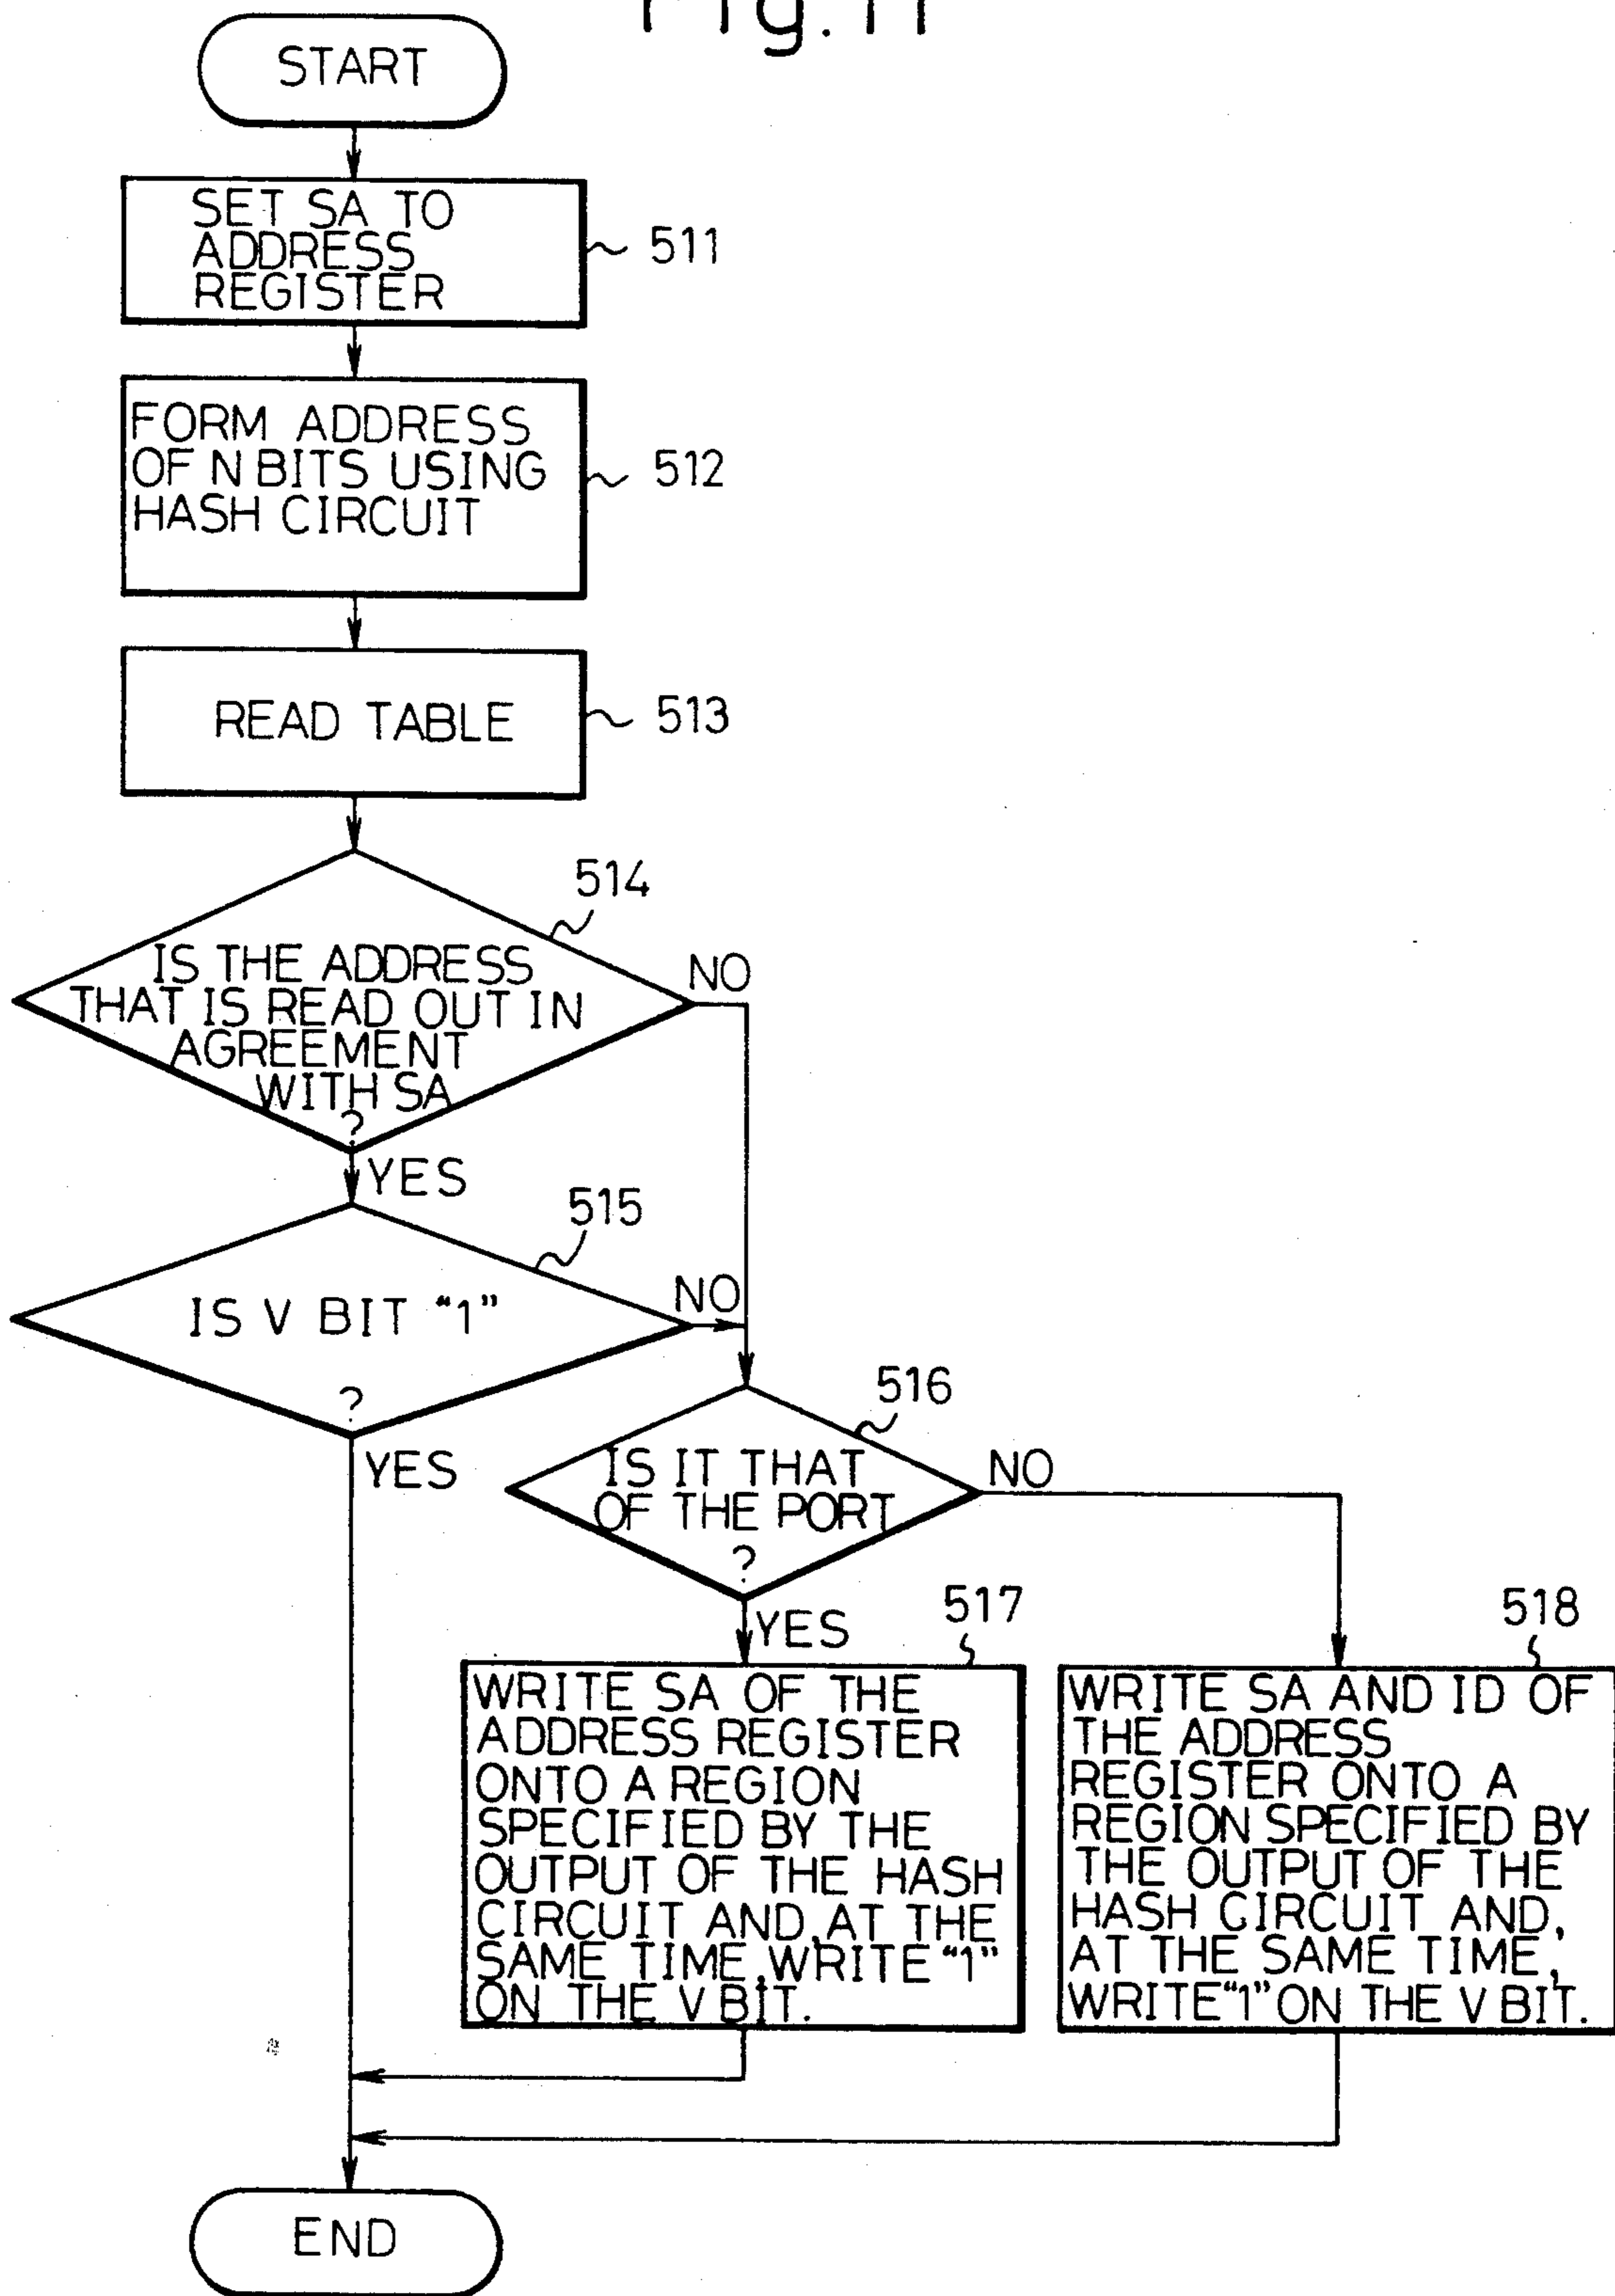 Fig. 11
START
SET SA TO
ADDRESS
REGISTER
511
FORM ADDRESS
OF N BITS USING
HASH CIRCUIT
512
READ TABLE
513
514
IS THE ADDRESS
THAT IS READ OUT IN
AGREEMENT
WITH SA
?
NO
YES
515
IS V BIT "1"
?
NO
YES
516
IS IT THAT
OF THE PORT
?
NO
YES
517
WRITE SA OF THE
ADDRESS REGISTER
ONTO A REGION
SPECIFIED BY THE
OUTPUT OF THE HASH
CIRCUIT AND, AT THE
SAME TIME, WRITE "1"
ON THE V BIT.
518
WRITE SA AND ID OF
THE ADDRESS
REGISTER ONTO A
REGION SPECIFIED BY
THE OUTPUT OF THE
HASH CIRCUIT AND,
AT THE SAME TIME,
WRITE "1" ON THE V BIT.
END